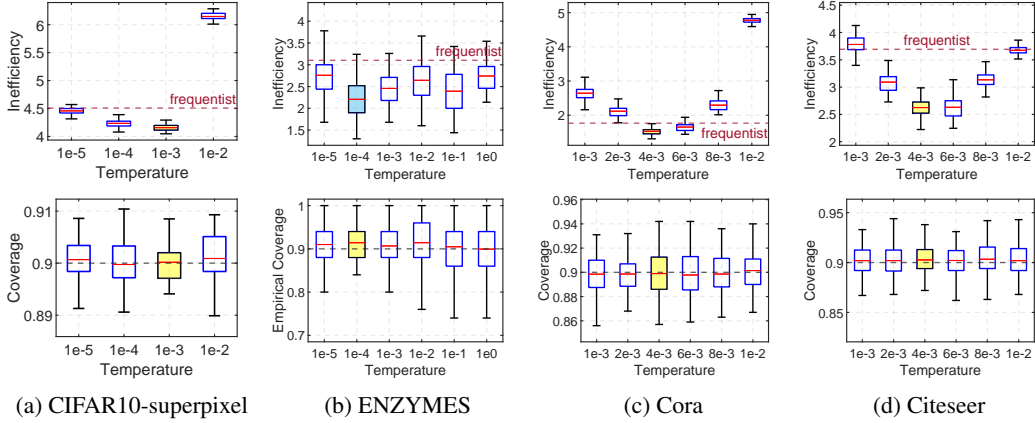 Inefficiency
6
5.5
5
4.5
4
frequentist
1e-5 1e-4 1e-3 1e-2
Temperature
Inefficiency
4
3.5
3
2.5
2
1.5
frequentist
1e-5 1e-4 1e-3 1e-2 1e-1 1e0
Temperature
Inefficiency
5
4
3
2
1
frequentist
1e-3 2e-3 4e-3 6e-3 8e-3 1e-2
Temperature
Inefficiency
4.5
4
3.5
3
2.5
2
frequentist
1e-3 2e-3 4e-3 6e-3 8e-3 1e-2
Temperature
Coverage
0.91
0.9
0.89
1e-5 1e-4 1e-3 1e-2
Temperature
Empirical Coverage
1
0.9
0.8
0.7
1e-5 1e-4 1e-3 1e-2 1e-1 1e0
Temperature
Coverage
0.96
0.94
0.92
0.90
0.88
0.86
1e-3 2e-3 4e-3 6e-3 8e-3 1e-2
Temperature
Coverage
0.95
0.90
0.85
1e-3 2e-3 4e-3 6e-3 8e-3 1e-2
Temperature
(a) CIFAR10-superpixel
(b) ENZYMES
(c) Cora
(d) Citeseer